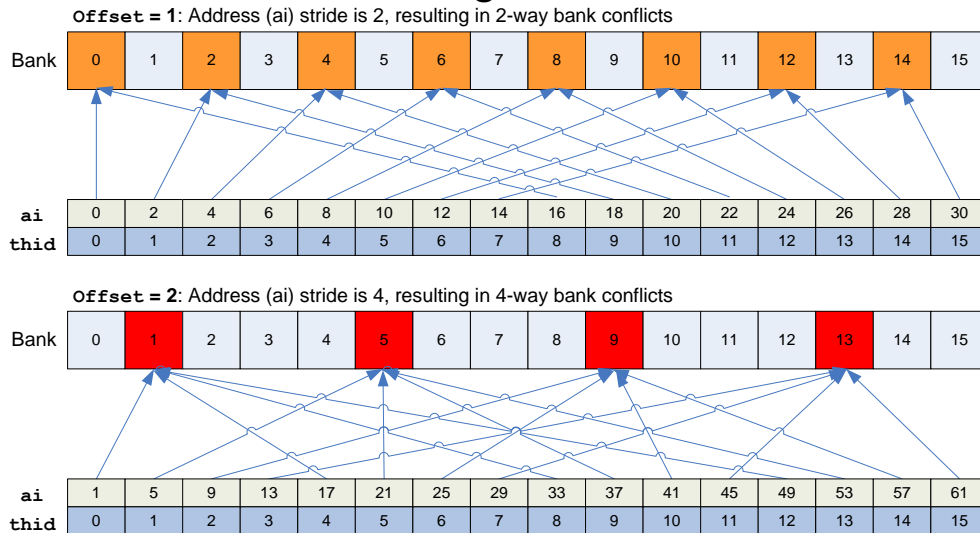 Offset = 1: Address (ai) stride is 2, resulting in 2-way bank conflicts
Bank 0 1 2 3 4 5 6 7 8 9 10 11 12 13 14 15
ai 0 2 4 6 8 10 12 14 16 18 20 22 24 26 28 30
thid 0 1 2 3 4 5 6 7 8 9 10 11 12 13 14 15
Offset = 2: Address (ai) stride is 4, resulting in 4-way bank conflicts
Bank 0 1 2 3 4 5 6 7 8 9 10 11 12 13 14 15
ai 1 5 9 13 17 21 25 29 33 37 41 45 49 53 57 61
thid 0 1 2 3 4 5 6 7 8 9 10 11 12 13 14 15